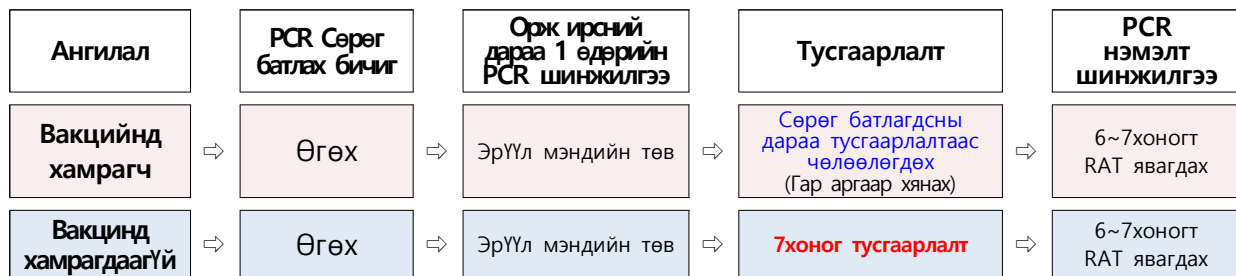 Ангилал
PCR Сөрөг
батлах бичиг
Орж ирсний
дараа 1 өдөрийн
PCR шинжилгээ
Тусгаарлалт
PCR
нэмэлт
шинжилгээ
Вакцийнд
хамрагч
⇨
Өгөх
⇨
ЭрҮҮл мэндийн төв
⇨
Сөрөг батлагдсны
дараа тусгаарлалтаас
чөлөөлөгдөх
(Гар аргаар хянах)
⇨
6~7хоногт
RAT явагдах
Вакцинд
хамрагдаагҮй
⇨
Өгөх
⇨
ЭрҮҮл мэндийн төв
⇨
7хоног тусгаарлалт
⇨
6~7хоногт
RAT явагдах